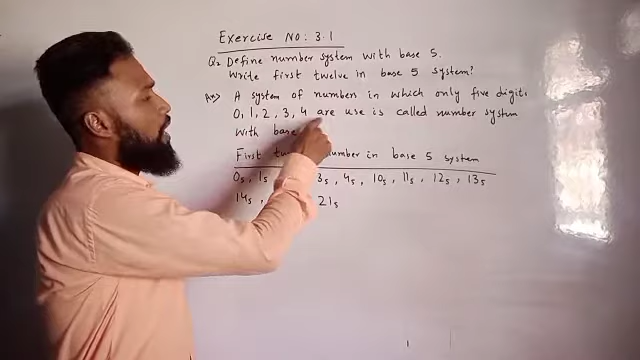 Exercise No: 3.1
Q2 Define number system with base 5.
Write first twelve in base 5 system?
Ans) A system of numbers in which only five digits
0, 1, 2, 3, 4 are use is called number system
with base
First number in base 5 system
0₅, 1₅ 3₅, 4₅, 10₅, 11₅, 12₅, 13₅
14₅, 21₅